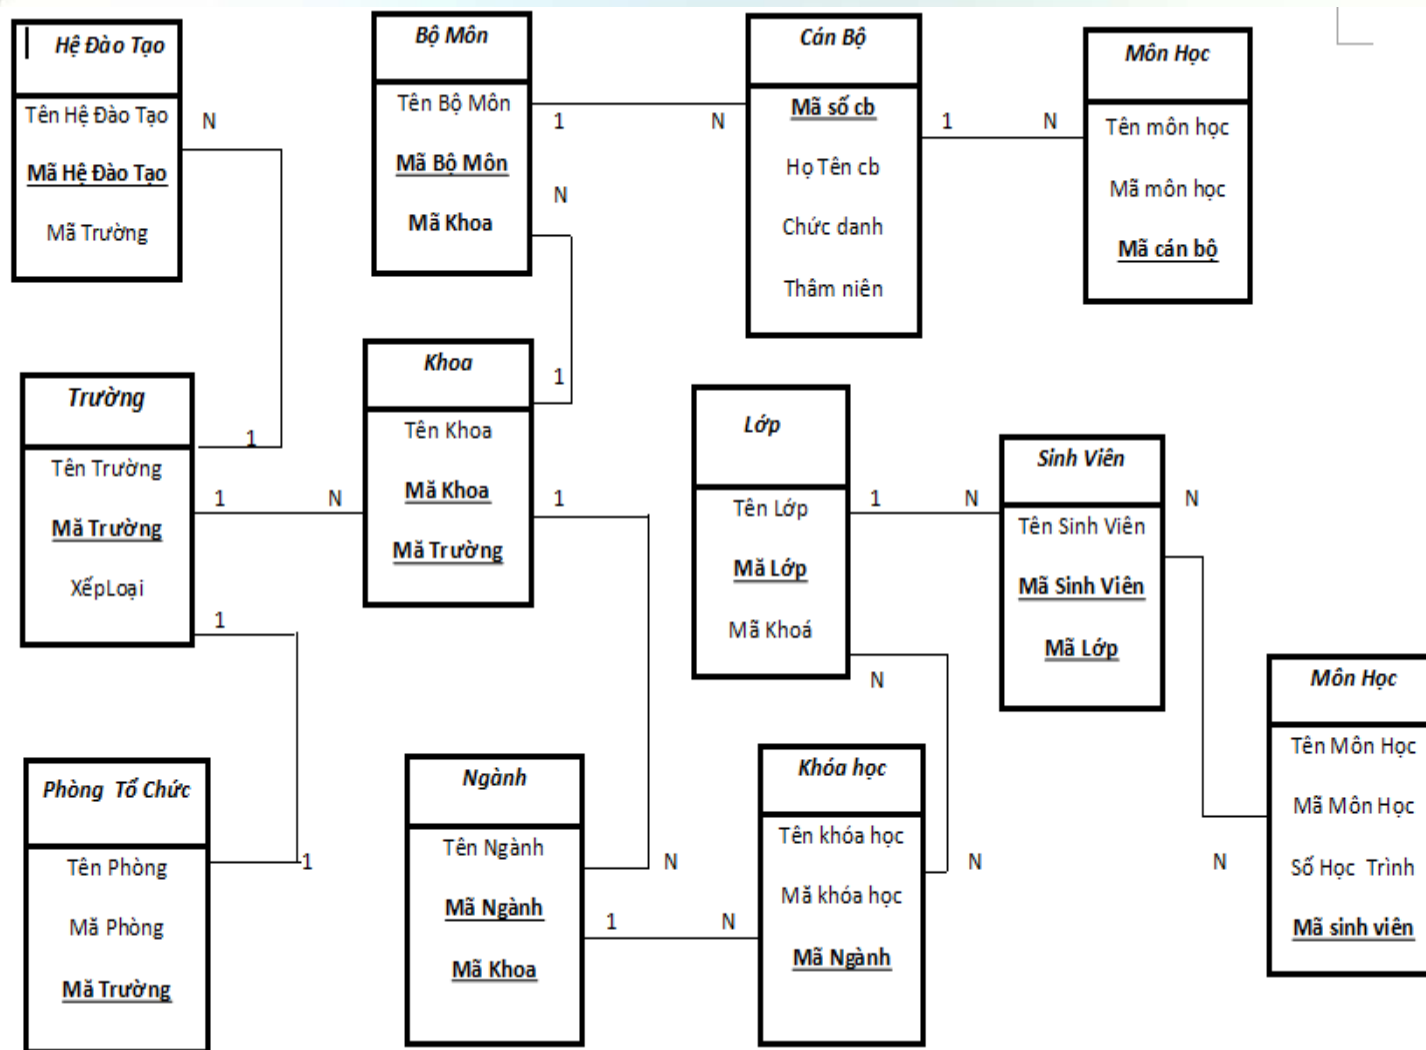 Hệ Đào Tạo
Tên Hệ Đào Tạo
Mã Hệ Đào Tạo
Mã Trường
N
1
Bộ Môn
Tên Bộ Môn
Mã Bộ Môn
Mã Khoa
1
N
N
1
Cán Bộ
Mã số cb
Họ Tên cb
Chức danh
Thâm niên
1
N
Môn Học
Tên môn học
Mã môn học
Mã cán bộ
Trường
Tên Trường
Mã Trường
XếpLoại
1
N
1
1
Khoa
Tên Khoa
Mã Khoa
Mã Trường
1
N
Lớp
Tên Lớp
Mã Lớp
Mã Khoá
1
N
N
N
Sinh Viên
Tên Sinh Viên
Mã Sinh Viên
Mã Lớp
N
N
Môn Học
Tên Môn Học
Mã Môn Học
Số Học Trình
Mã sinh viên
Phòng Tổ Chức
Tên Phòng
Mã Phòng
Mã Trường
Ngành
Tên Ngành
Mã Ngành
Mã Khoa
1
N
Khóa học
Tên khóa học
Mã khóa học
Mã Ngành